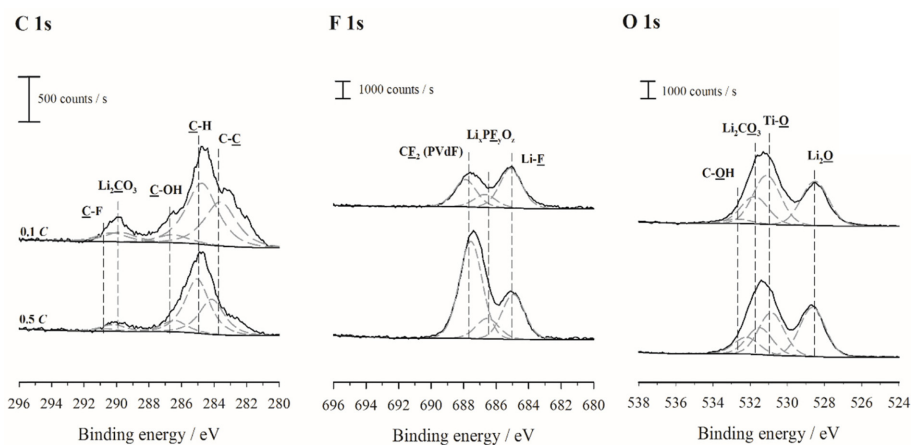 C 1s
500 counts / s
C-F
Li₂CO₃
C-OH
C-H
C-C
0.1 C
0.5 C
296 294 292 290 288 286 284 282 280
Binding energy / eV
F 1s
1000 counts / s
CF₂ (PVdF)
LiₓPFᵧO_z
Li-F
696 694 692 690 688 686 684 682 680
Binding energy / eV
O 1s
1000 counts / s
C-OH
Li₂CO₃
Ti-O
Li₂O
538 536 534 532 530 528 526 524
Binding energy / eV